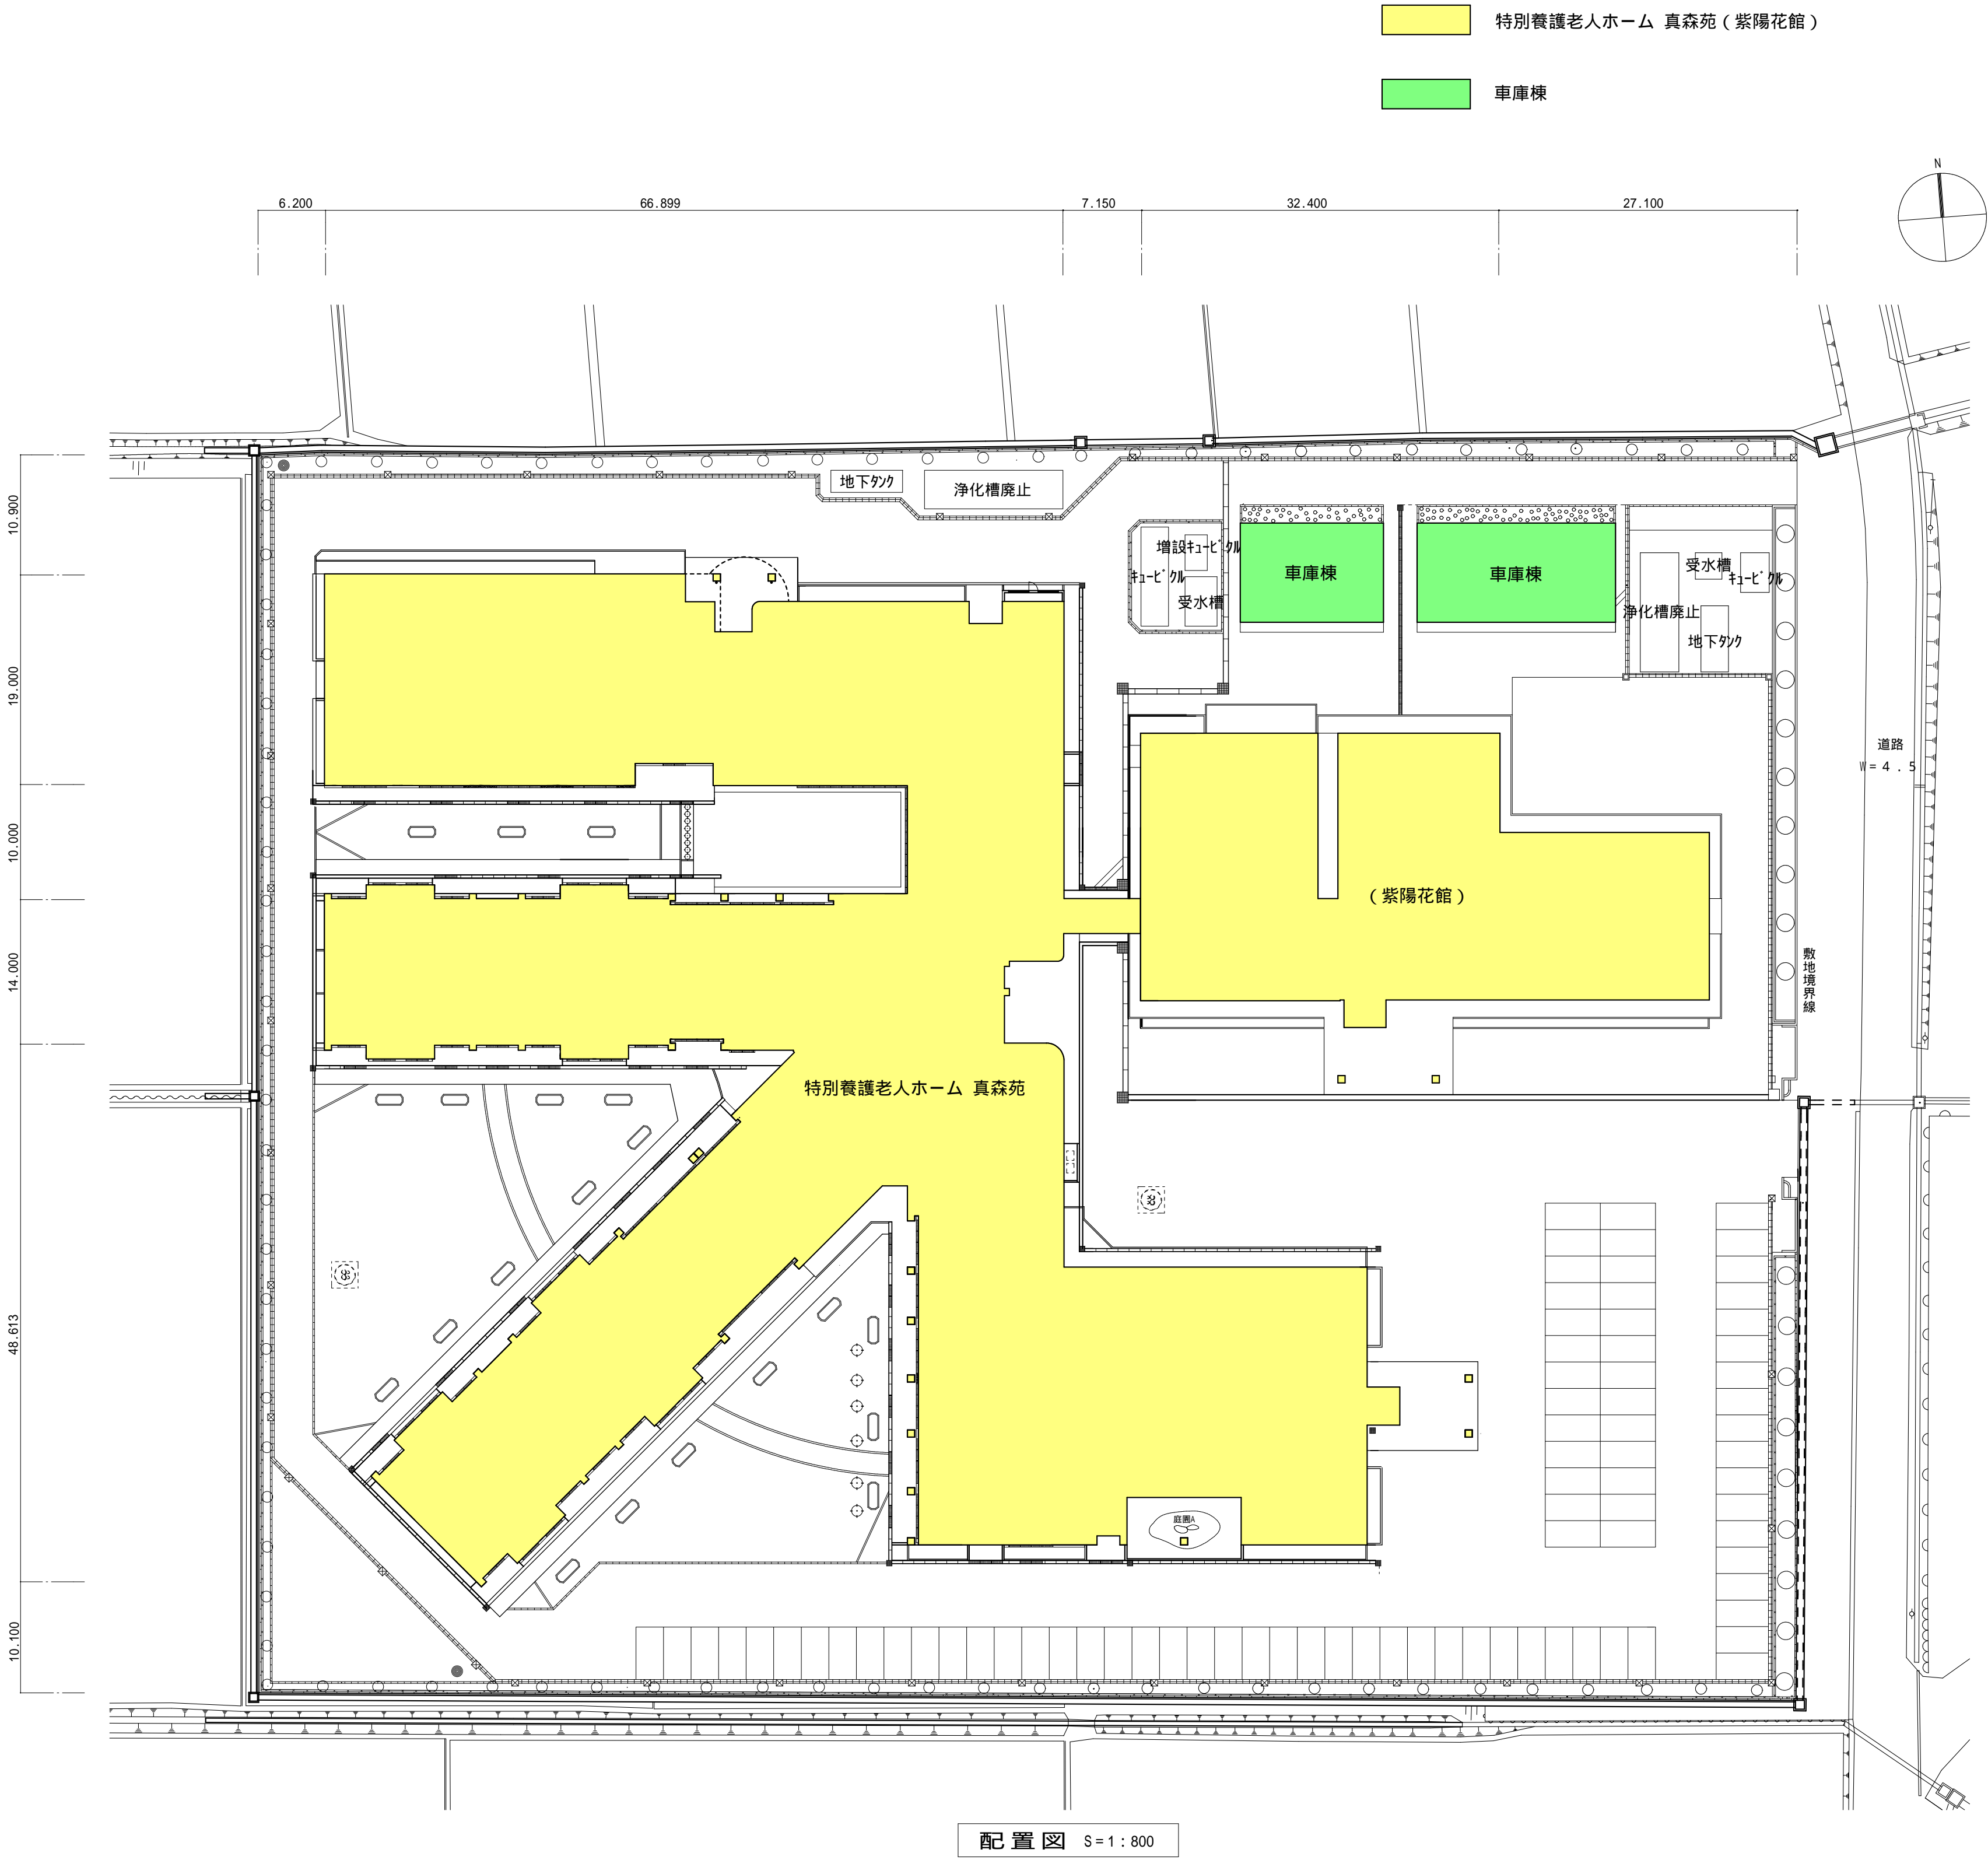 特別養護老人ホーム 真森苑（紫陽花館）
車庫棟
N
6.200
66.899
7.150
32.400
27.100
10.900
19.000
10.000
14.000
48.613
10.100
地下ﾀﾝｸ
浄化槽廃止
増設ｷｭｰﾋﾞｸﾙ
ｷｭｰﾋﾞｸﾙ
受水槽
車庫棟
車庫棟
受水槽
ｷｭｰﾋﾞｸﾙ
浄化槽廃止
地下ﾀﾝｸ
道路
W=4.5
（紫陽花館）
敷地境界線
特別養護老人ホーム 真森苑
庭園A
配置図 S=1:800